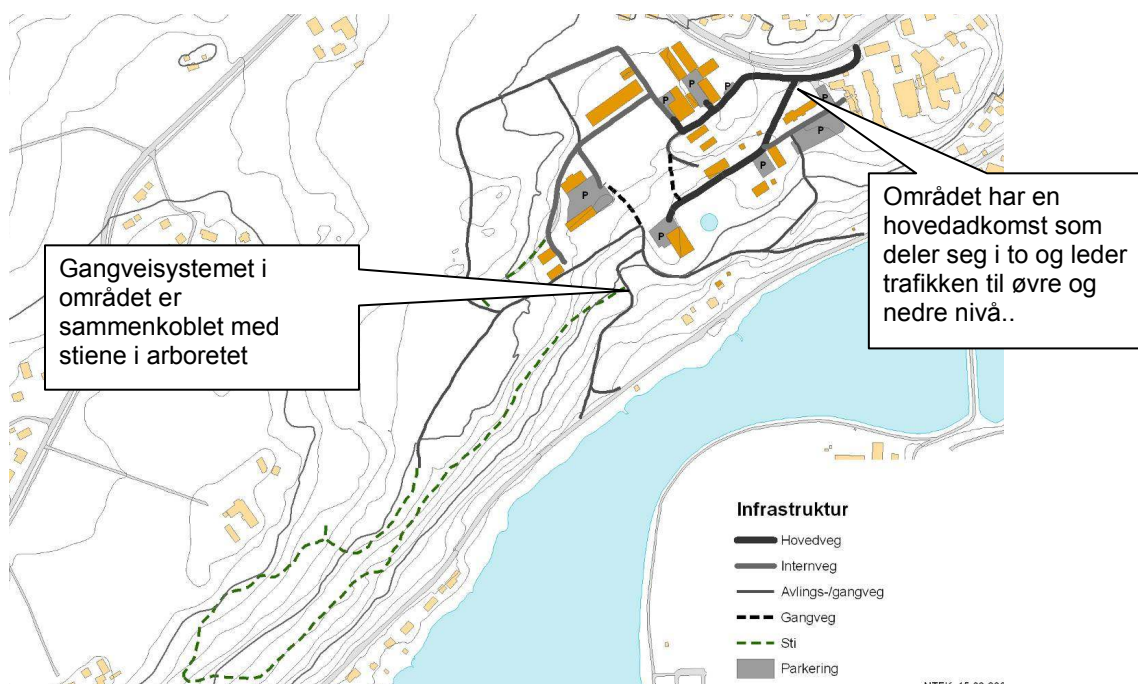 P
P
P
P
P
P
P
P
Området har en
hovedadkomst som
deler seg i to og leder
trafikken til øvre og
nedre nivå..
Gangveisystemet i
området er
sammenkoblet med
stiene i arboretet
Infrastruktur
Hovedveg
Internveg
Avlings-/gangveg
Gangveg
Sti
Parkering